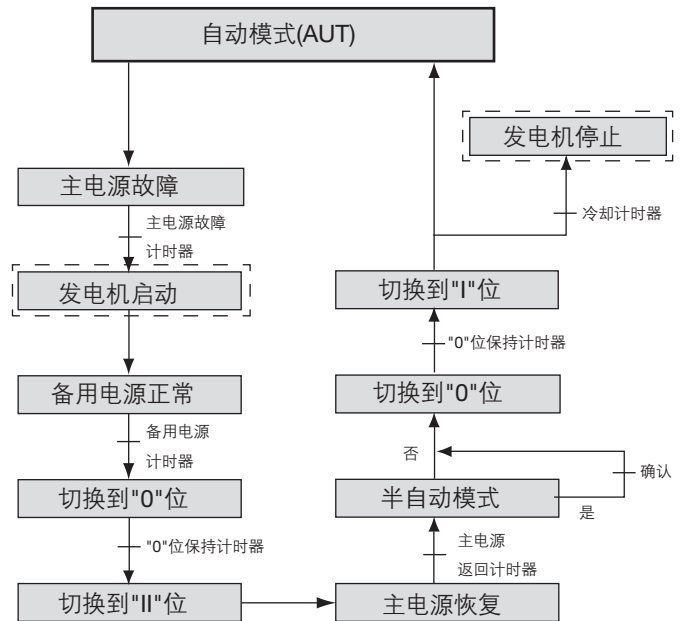 自动模式(AUT)
主电源故障
主电源故障
计时器
发电机启动
备用电源正常
备用电源
计时器
切换到"0"位
"0"位保持计时器
切换到"II"位
主电源恢复
主电源
返回计时器
半自动模式
是
确认
否
切换到"0"位
"0"位保持计时器
切换到"I"位
冷却计时器
发电机停止